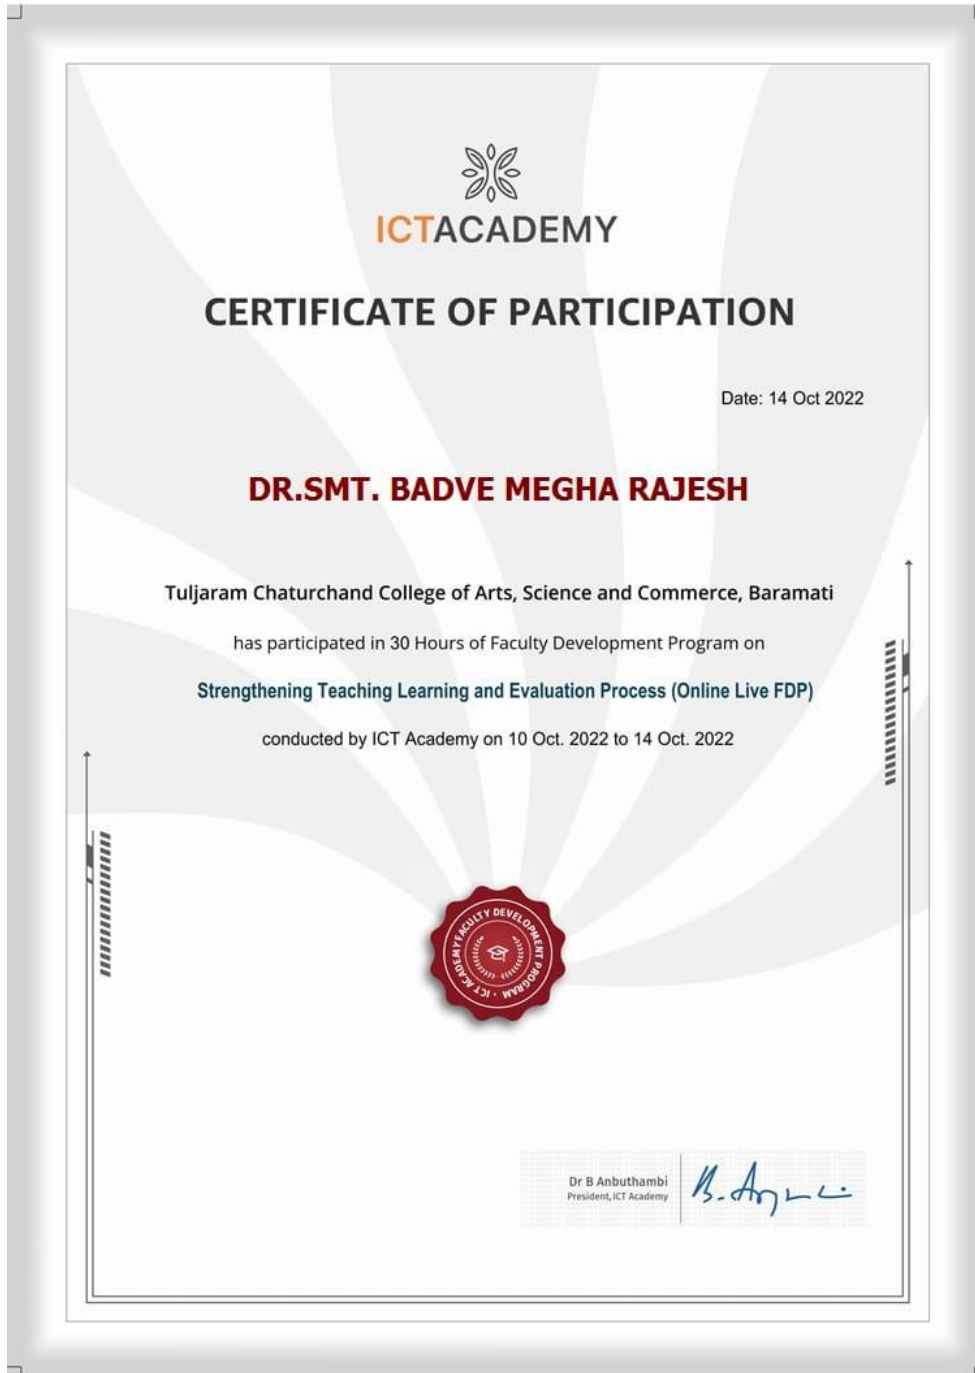 ICTACADEMY
CERTIFICATE OF PARTICIPATION
Date: 14 Oct 2022
DR.SMT. BADVE MEGHA RAJESH
Tuljaram Chaturchand College of Arts, Science and Commerce, Baramati
has participated in 30 Hours of Faculty Development Program on
Strengthening Teaching Learning and Evaluation Process (Online Live FDP)
conducted by ICT Academy on 10 Oct. 2022 to 14 Oct. 2022
FACULTY DEVELOPMENT PROGRAM • ICT ACADEMY
Dr B Anbuthambi
President, ICT Academy